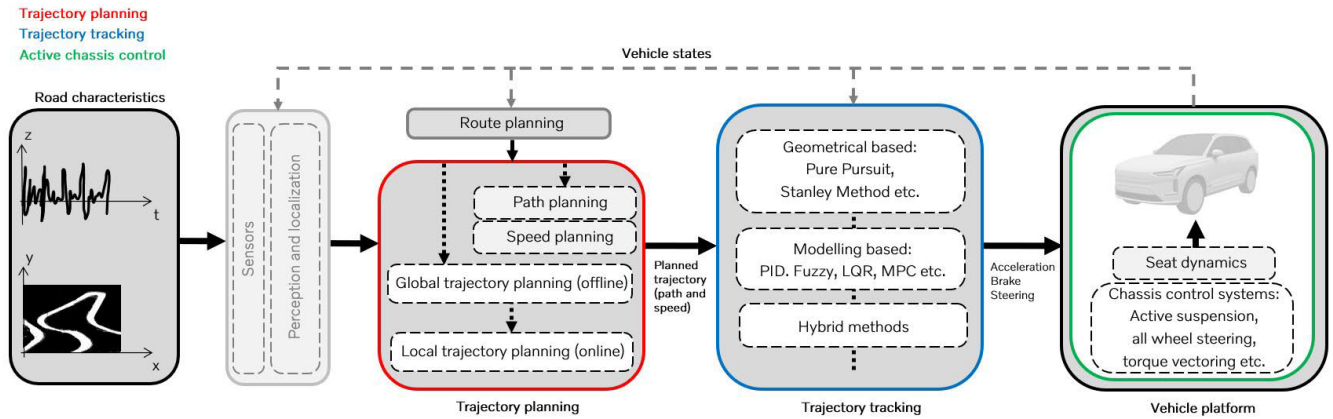 Trajectory planning
Trajectory tracking
Active chassis control
Vehicle states
Road characteristics
z
t
y
x
Sensors
Perception and localization
Route planning
Path planning
Speed planning
Global trajectory planning (offline)
Local trajectory planning (online)
Trajectory planning
Planned
trajectory
(path and
speed)
Geometrical based:
Pure Pursuit,
Stanley Method etc.
Modelling based:
PID. Fuzzy, LQR, MPC etc.
Hybrid methods
Trajectory tracking
Acceleration
Brake
Steering
Seat dynamics
Chassis control systems:
Active suspension,
all wheel steering,
torque vectoring etc.
Vehicle platform